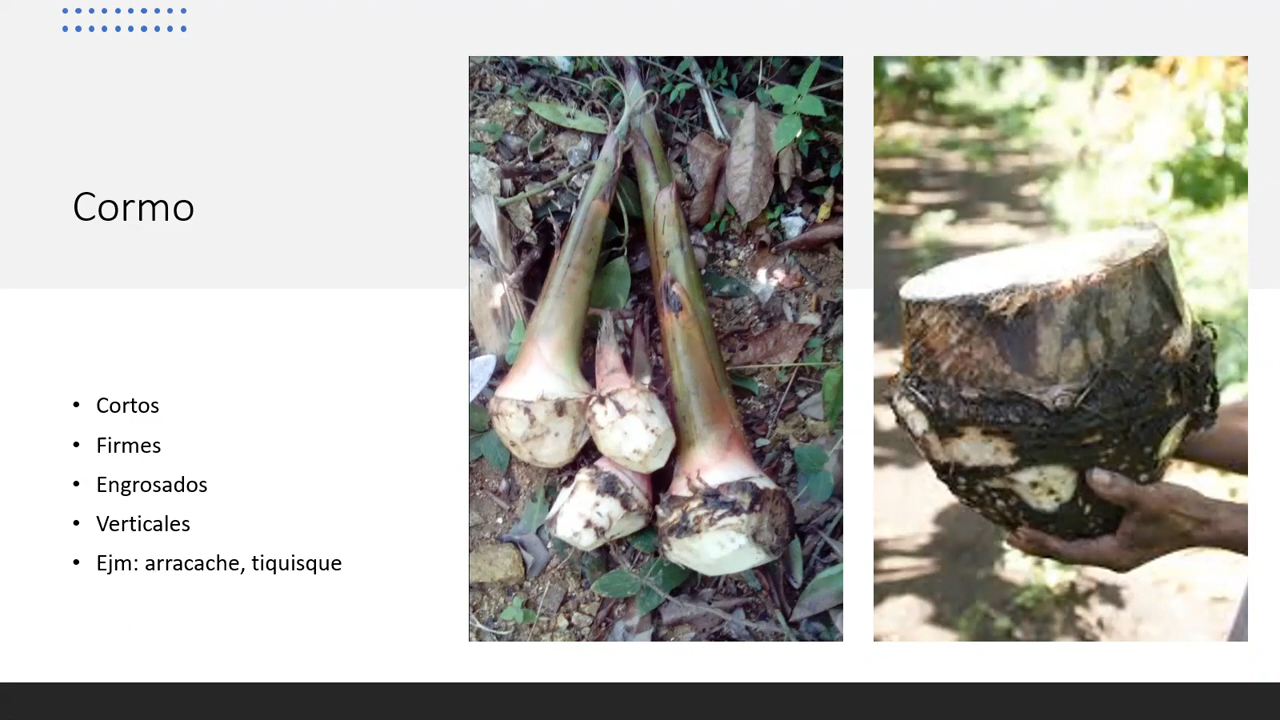 Cormo
• Cortos
• Firmes
• Engrosados
• Verticales
• Ejm: arracache, tiquisque